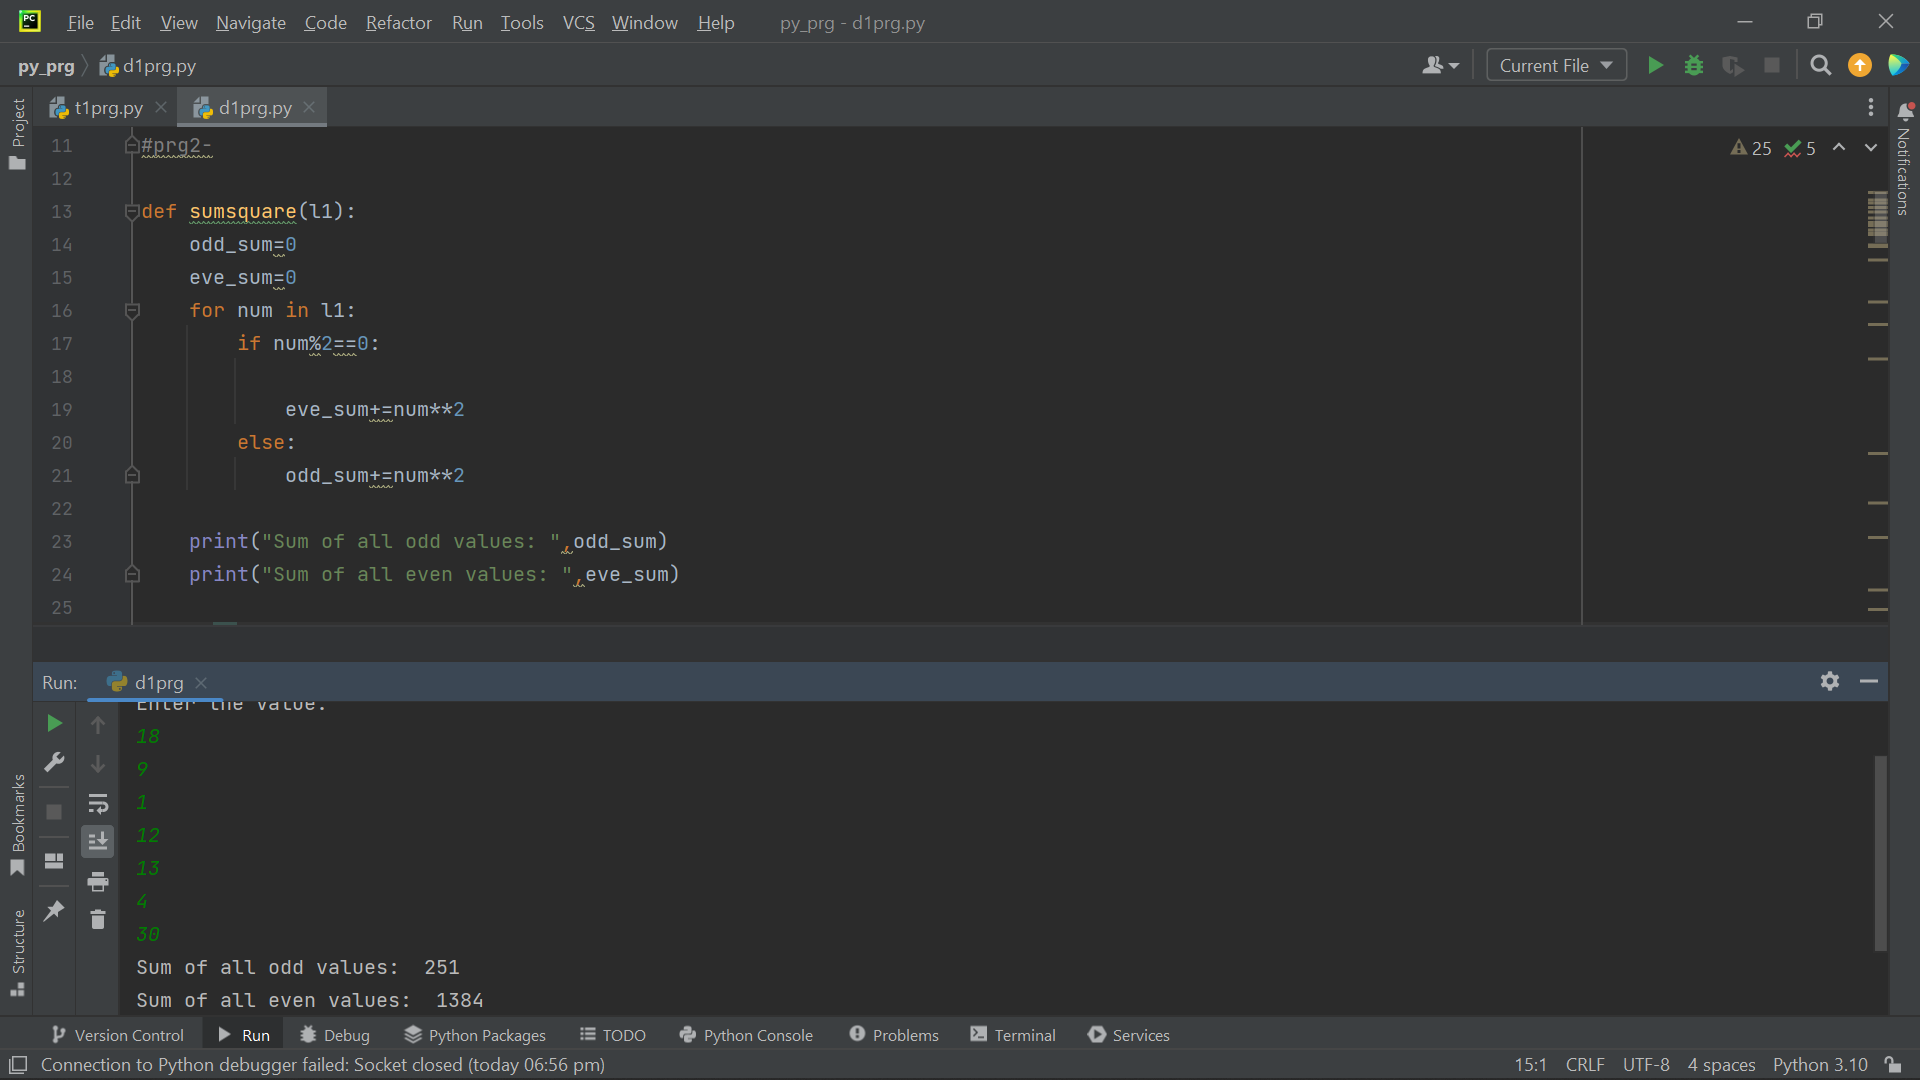 PC File Edit View Navigate Code Refactor Run Tools VCS Window Help py_prg - d1prg.py
py_prg d1prg.py Current File
Project
t1prg.py d1prg.py
25 5
Notifications
11 #prg2-
12
13 def sumsquare(l1):
14 odd_sum=0
15 eve_sum=0
16 for num in l1:
17 if num%2==0:
18
19 eve_sum+=num**2
20 else:
21 odd_sum+=num**2
22
23 print("Sum of all odd values: ",odd_sum)
24 print("Sum of all even values: ",eve_sum)
25
Run: d1prg
Enter the value:
18
9
1
12
13
4
30
Sum of all odd values:  251
Sum of all even values:  1384
Bookmarks
Structure
Version Control Run Debug Python Packages TODO Python Console Problems Terminal Services
Connection to Python debugger failed: Socket closed (today 06:56 pm) 15:1 CRLF UTF-8 4 spaces Python 3.10